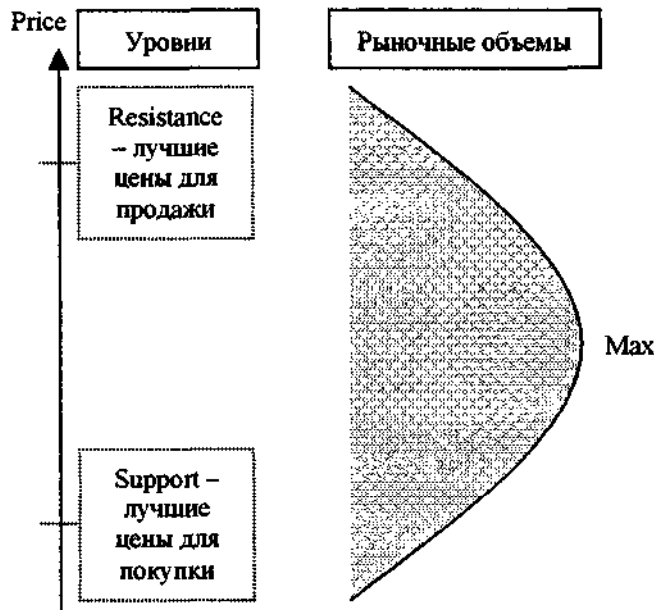 Price
Уровни
Рыночные объемы
Resistance
– лучшие
цены для
продажи
Max
Support –
лучшие
цены для
покупки